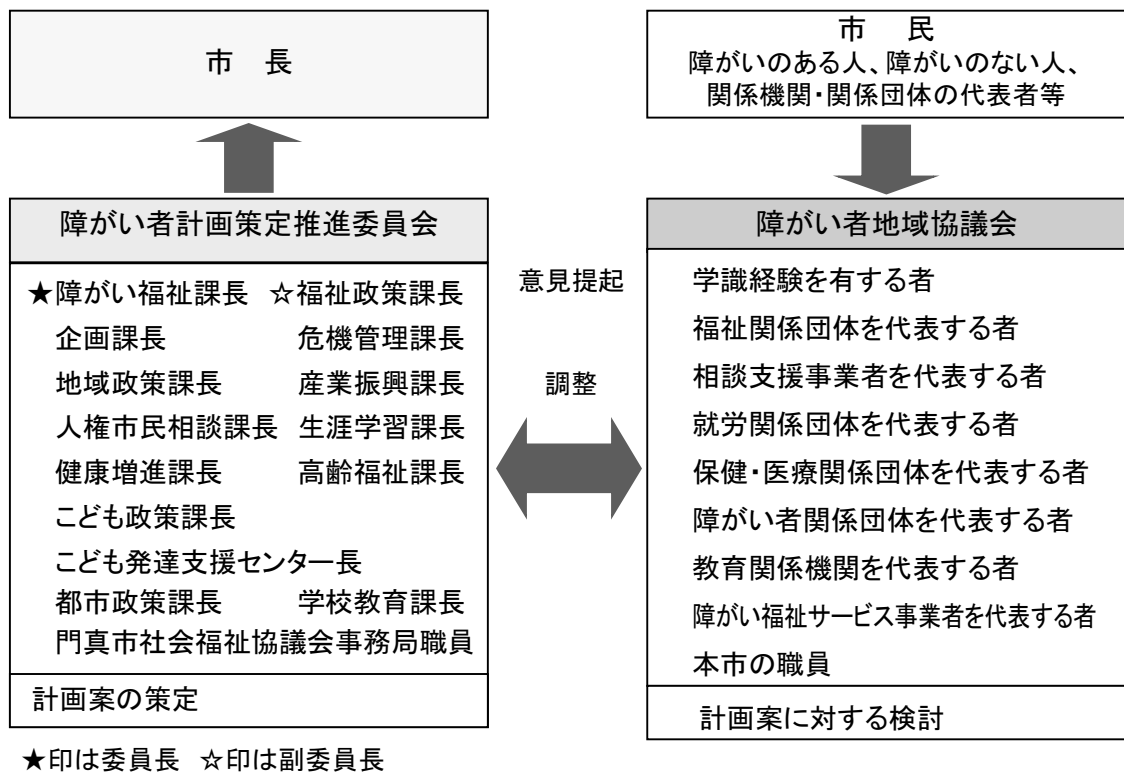 市　長
市　民
障がいのある人、障がいのない人、
関係機関・関係団体の代表者等
障がい者計画策定推進委員会
★障がい福祉課長　☆福祉政策課長
企画課長　危機管理課長
地域政策課長　産業振興課長
人権市民相談課長　生涯学習課長
健康増進課長　高齢福祉課長
こども政策課長
こども発達支援センター長
都市政策課長　学校教育課長
門真市社会福祉協議会事務局職員
計画案の策定
★印は委員長　☆印は副委員長
意見提起
調整
障がい者地域協議会
学識経験を有する者
福祉関係団体を代表する者
相談支援事業者を代表する者
就労関係団体を代表する者
保健・医療関係団体を代表する者
障がい者関係団体を代表する者
教育関係機関を代表する者
障がい福祉サービス事業者を代表する者
本市の職員
計画案に対する検討